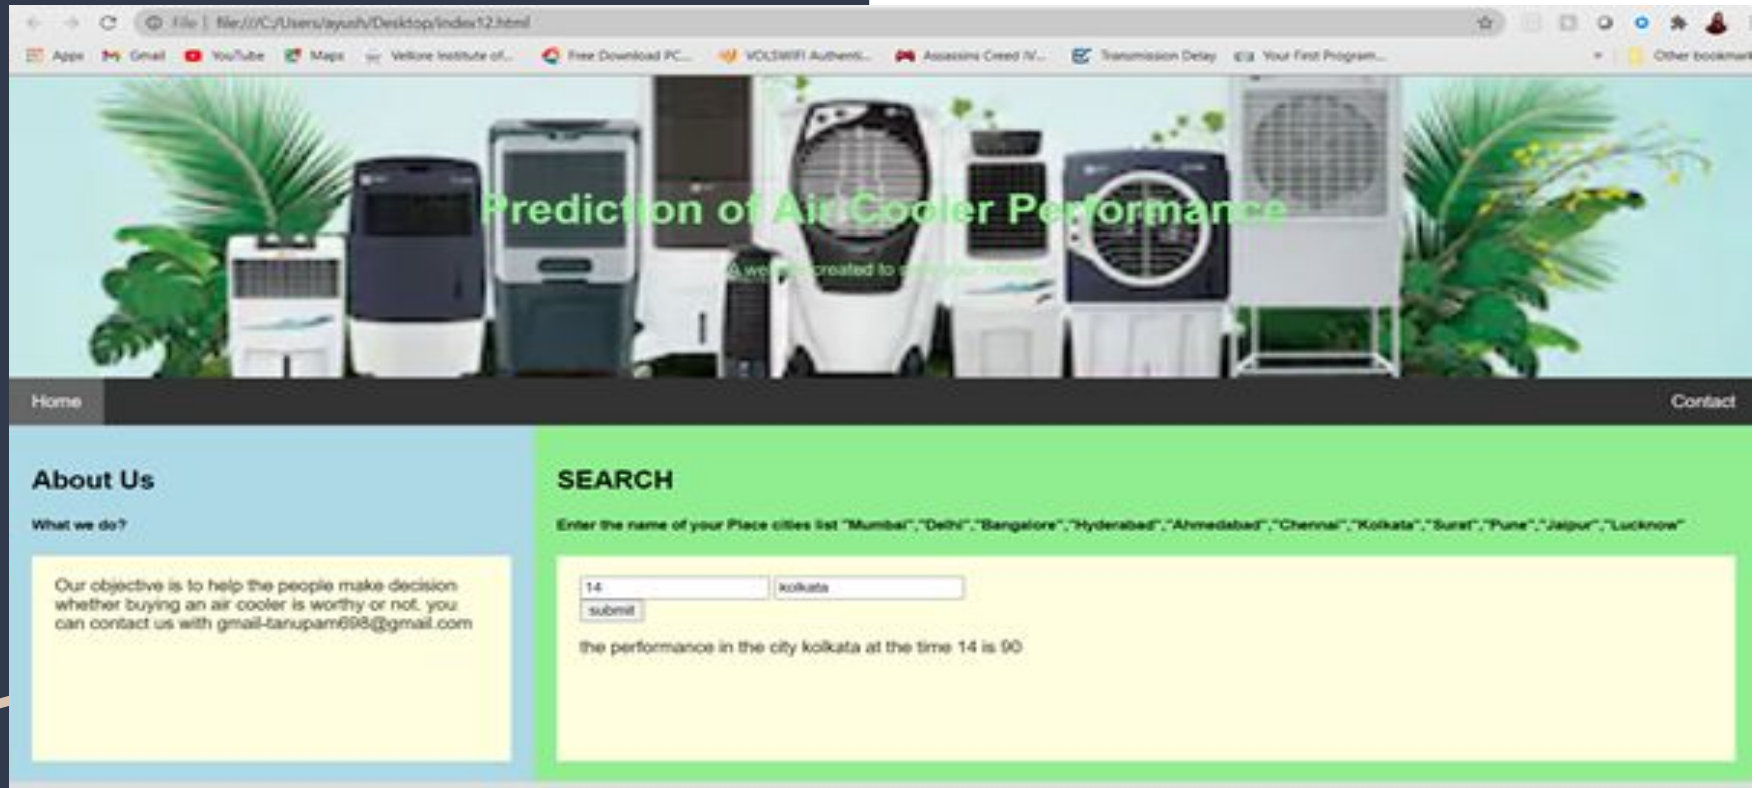 File | file:///C:/Users/ayush/Desktop/index12.html
Apps Gmail YouTube Maps Vellore Institute of... Free Download PC... VOLSWIFI Authenti... Assassins Creed IV... Transmission Delay Your First Program... Other bookmark
Prediction of Air Cooler Performance
A website created to
Home Contact
About Us
What we do?
Our objective is to help the people make decision
whether buying an air cooler is worthy or not, you
can contact us with gmail-tanupam698@gmail.com
SEARCH
Enter the name of your Place cities list "Mumbai","Delhi","Bangalore","Hyderabad","Ahmedabad","Chennai","Kolkata","Surat","Pune","Jaipur","Lucknow"
14 kolkata
submit
the performance in the city kolkata at the time 14 is 90